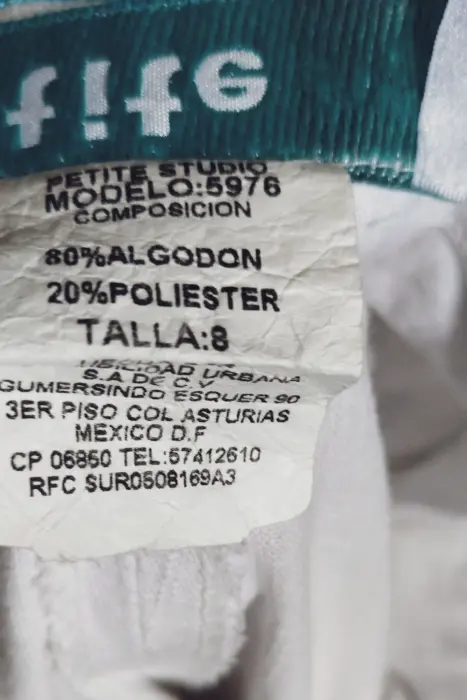 PETITE STUDIO
MODELO:5976
COMPOSICION
80%ALGODON
20%POLIESTER
TALLA:8
URBANA
S.A DE C.V
GUMERSINDO ESQUER 90
3ER PISO COL ASTURIAS
MEXICO D.F
CP 06850 TEL:57412610
RFC SUR0508169A3